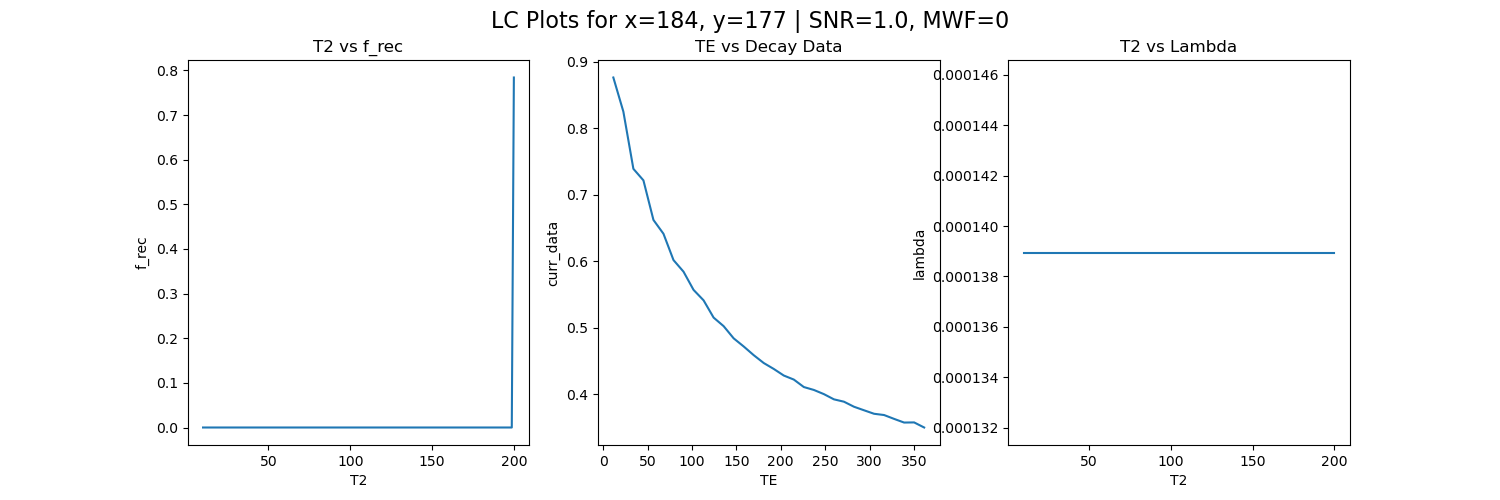 LC Plots for x=184, y=177 | SNR=1.0, MWF=0
T2 vs f_rec
0.8
0.7
0.6
0.5
0.4
0.3
0.2
0.1
0.0
f_rec
50 100 150 200
T2
TE vs Decay Data
0.9
0.8
0.7
0.6
0.5
0.4
curr_data
0 50 100 150 200 250 300 350
TE
T2 vs Lambda
0.000146
0.000144
0.000142
0.000140
0.000138
0.000136
0.000134
0.000132
lambda
50 100 150 200
T2